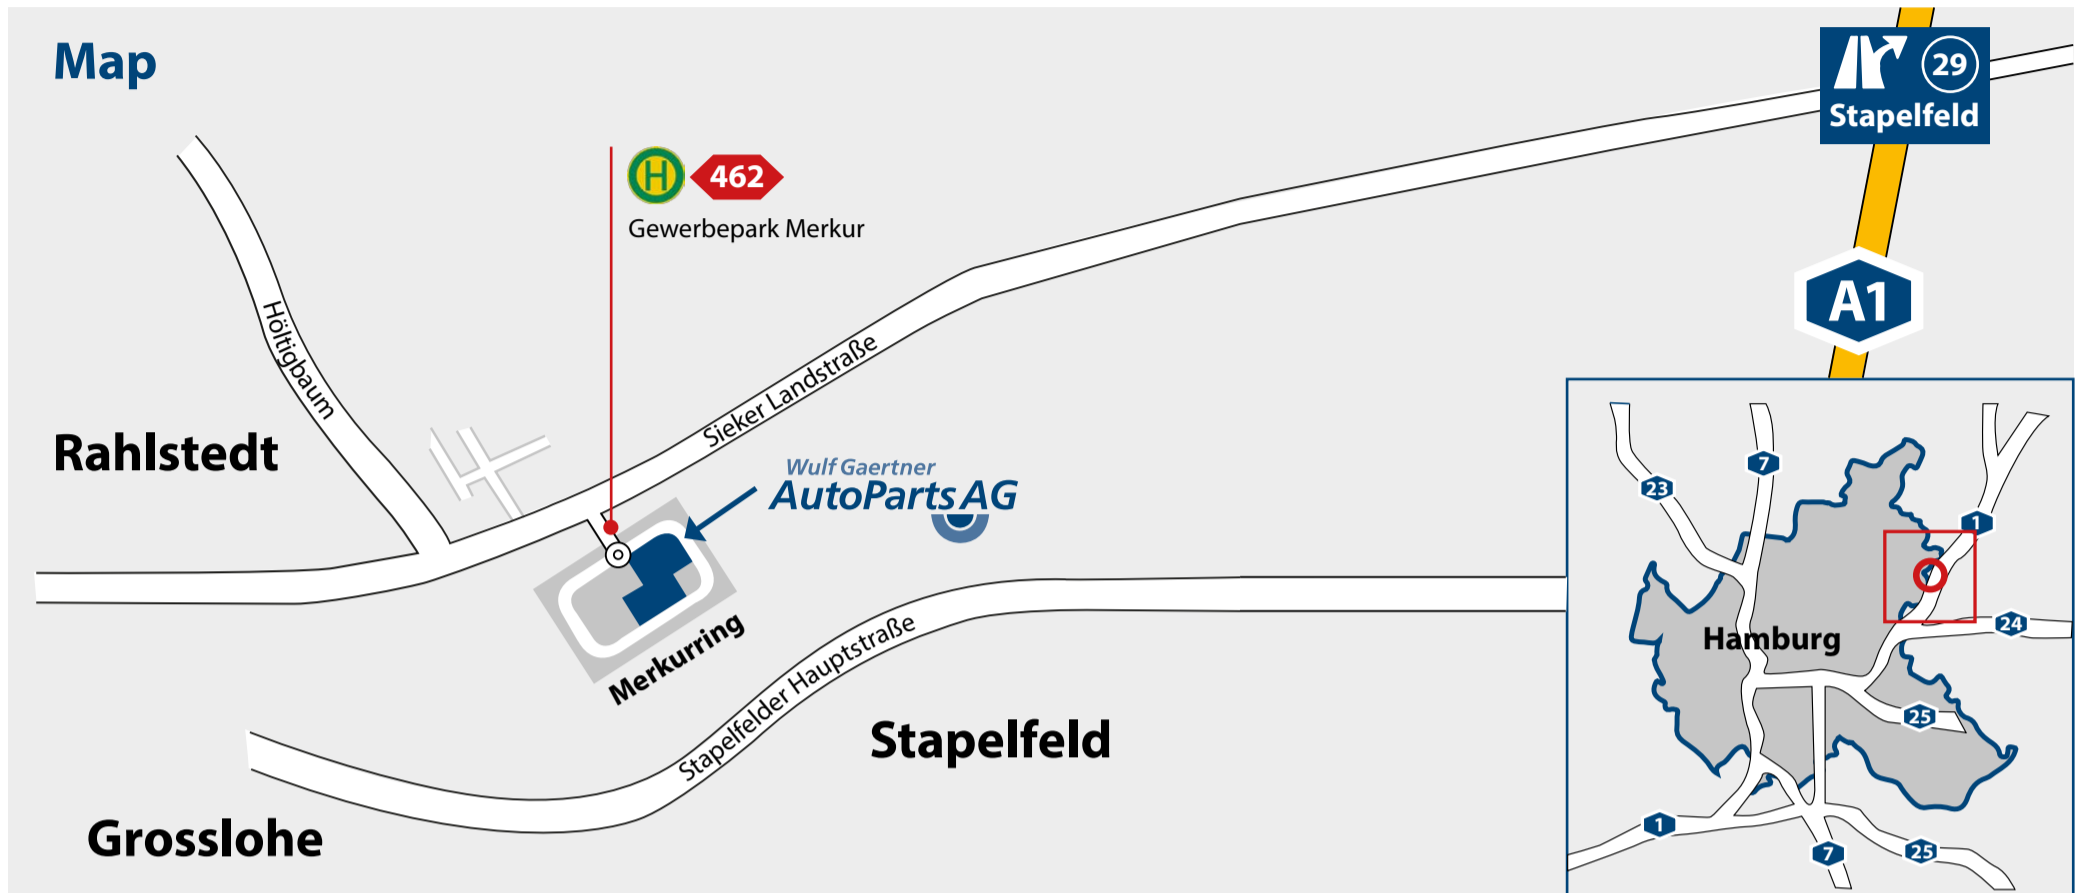 Map
29
Stapelfeld
H
462
Gewerbepark Merkur
A1
Höltigbaum
Sieker Landstraße
Rahlstedt
Wulf Gaertner
AutoParts AG
Merkurring
Stapelfelder Hauptstraße
Stapelfeld
Grosslohe
7
23
1
24
Hamburg
25
1
7
25